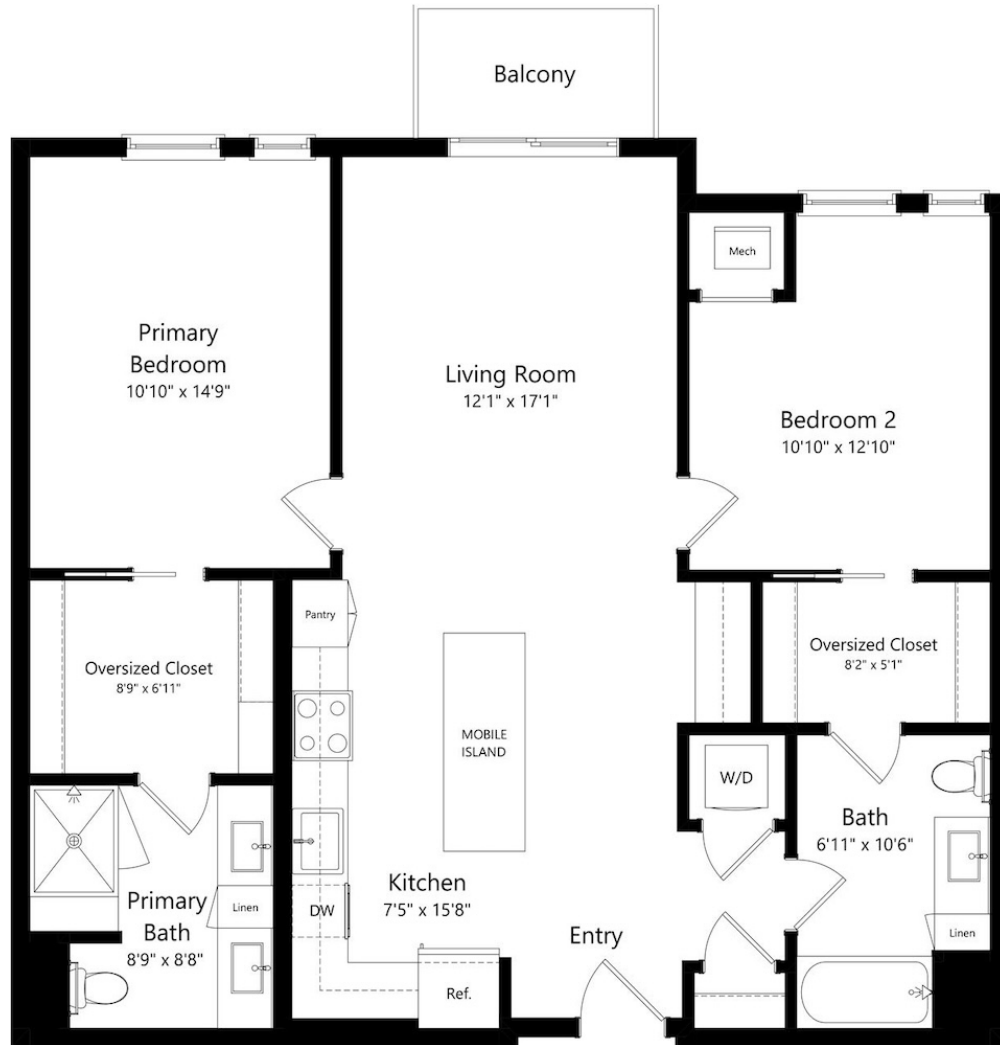 Balcony
Mech
Primary
Bedroom
10'10" x 14'9"
Living Room
12'1" x 17'1"
Bedroom 2
10'10" x 12'10"
Pantry
Oversized Closet
8'9" x 6'11"
Oversized Closet
8'2" x 5'1"
MOBILE
ISLAND
W/D
Bath
6'11" x 10'6"
Kitchen
7'5" x 15'8"
Primary
Bath
8'9" x 8'8"
Linen
DW
Entry
Linen
Ref.